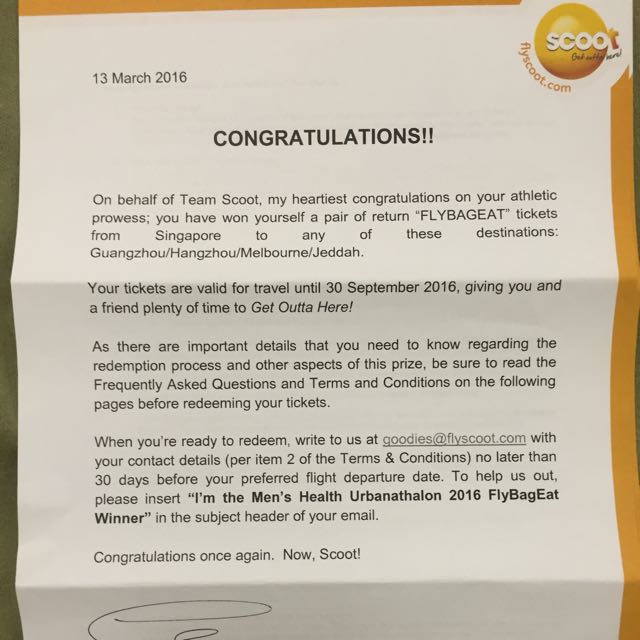 scoot
Get outta here!
flyscoot.com
13 March 2016
CONGRATULATIONS!!
On behalf of Team Scoot, my heartiest congratulations on your athletic
prowess; you have won yourself a pair of return “FLYBAGEAT” tickets
from Singapore to any of these destinations:
Guangzhou/Hangzhou/Melbourne/Jeddah.
Your tickets are valid for travel until 30 September 2016, giving you and
a friend plenty of time to Get Outta Here!
As there are important details that you need to know regarding the
redemption process and other aspects of this prize, be sure to read the
Frequently Asked Questions and Terms and Conditions on the following
pages before redeeming your tickets.
When you’re ready to redeem, write to us at goodies@flyscoot.com with
your contact details (per item 2 of the Terms & Conditions) no later than
30 days before your preferred flight departure date. To help us out,
please insert “I’m the Men’s Health Urbanathalon 2016 FlyBagEat
Winner” in the subject header of your email.
Congratulations once again. Now, Scoot!